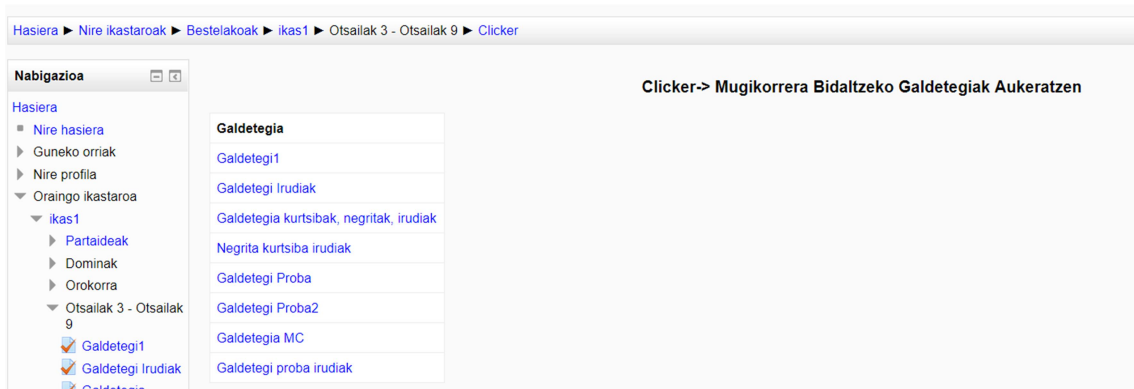 Hasiera ► Nire ikastaroak ► Bestelakoak ► ikas1 ► Otsailak 3 - Otsailak 9 ► Clicker
Nabigazioa
Hasiera
Nire hasiera
Guneko orriak
Nire profila
Oraingo ikastaroa
ikas1
Partaideak
Dominak
Orokorra
Otsailak 3 - Otsailak
9
Galdetegi1
Galdetegi Irudiak
Clicker-> Mugikorrera Bidaltzeko Galdetegiak Aukeratzen
Galdetegia
Galdetegi1
Galdetegi Irudiak
Galdetegia kurtsibak, negritak, irudiak
Negrita kurtsiba irudiak
Galdetegi Proba
Galdetegi Proba2
Galdetegia MC
Galdetegi proba irudiak